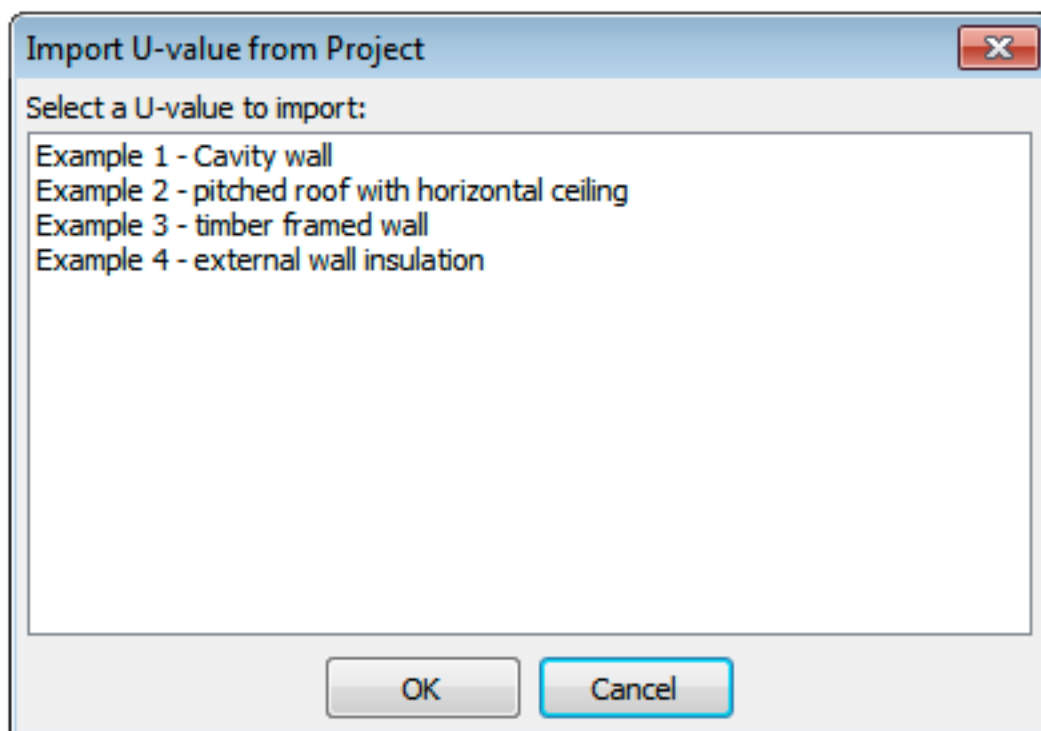 Import U-value from Project
Select a U-value to import:
Example 1 - Cavity wall
Example 2 - pitched roof with horizontal ceiling
Example 3 - timber framed wall
Example 4 - external wall insulation
OK
Cancel